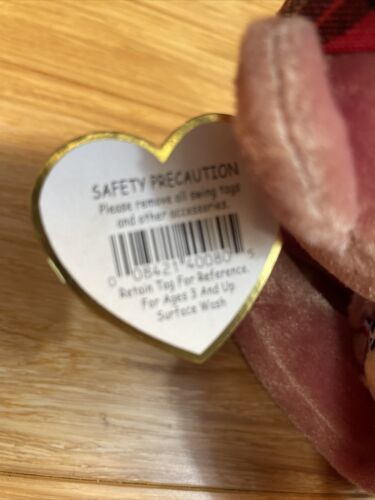 SAFETY PRECAUTION
Please remove all swing tags
and other accessories.
0 08421 40080 5
Retain Tag For Reference.
For Ages 3 And Up
Surface Wash